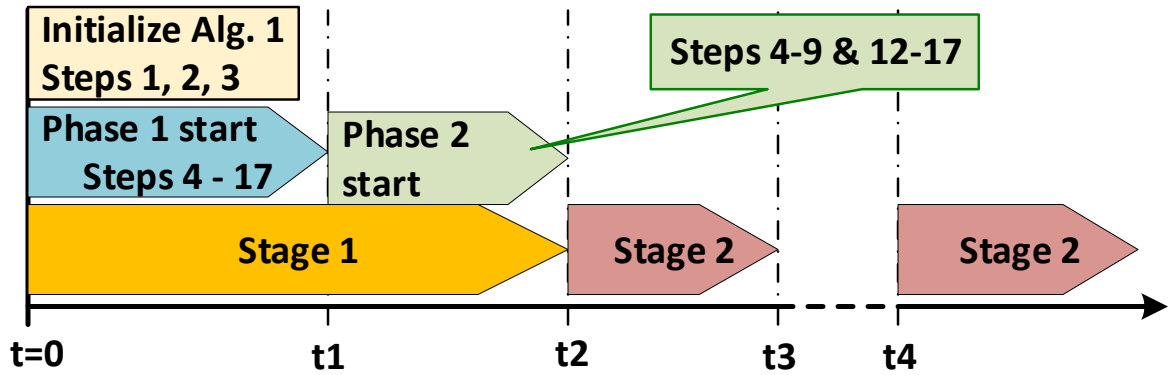 Initialize Alg. 1
Steps 1, 2, 3
Steps 4-9 & 12-17
Phase 1 start
Steps 4 - 17
Phase 2
start
Stage 1
Stage 2
Stage 2
t=0
t1
t2
t3
t4